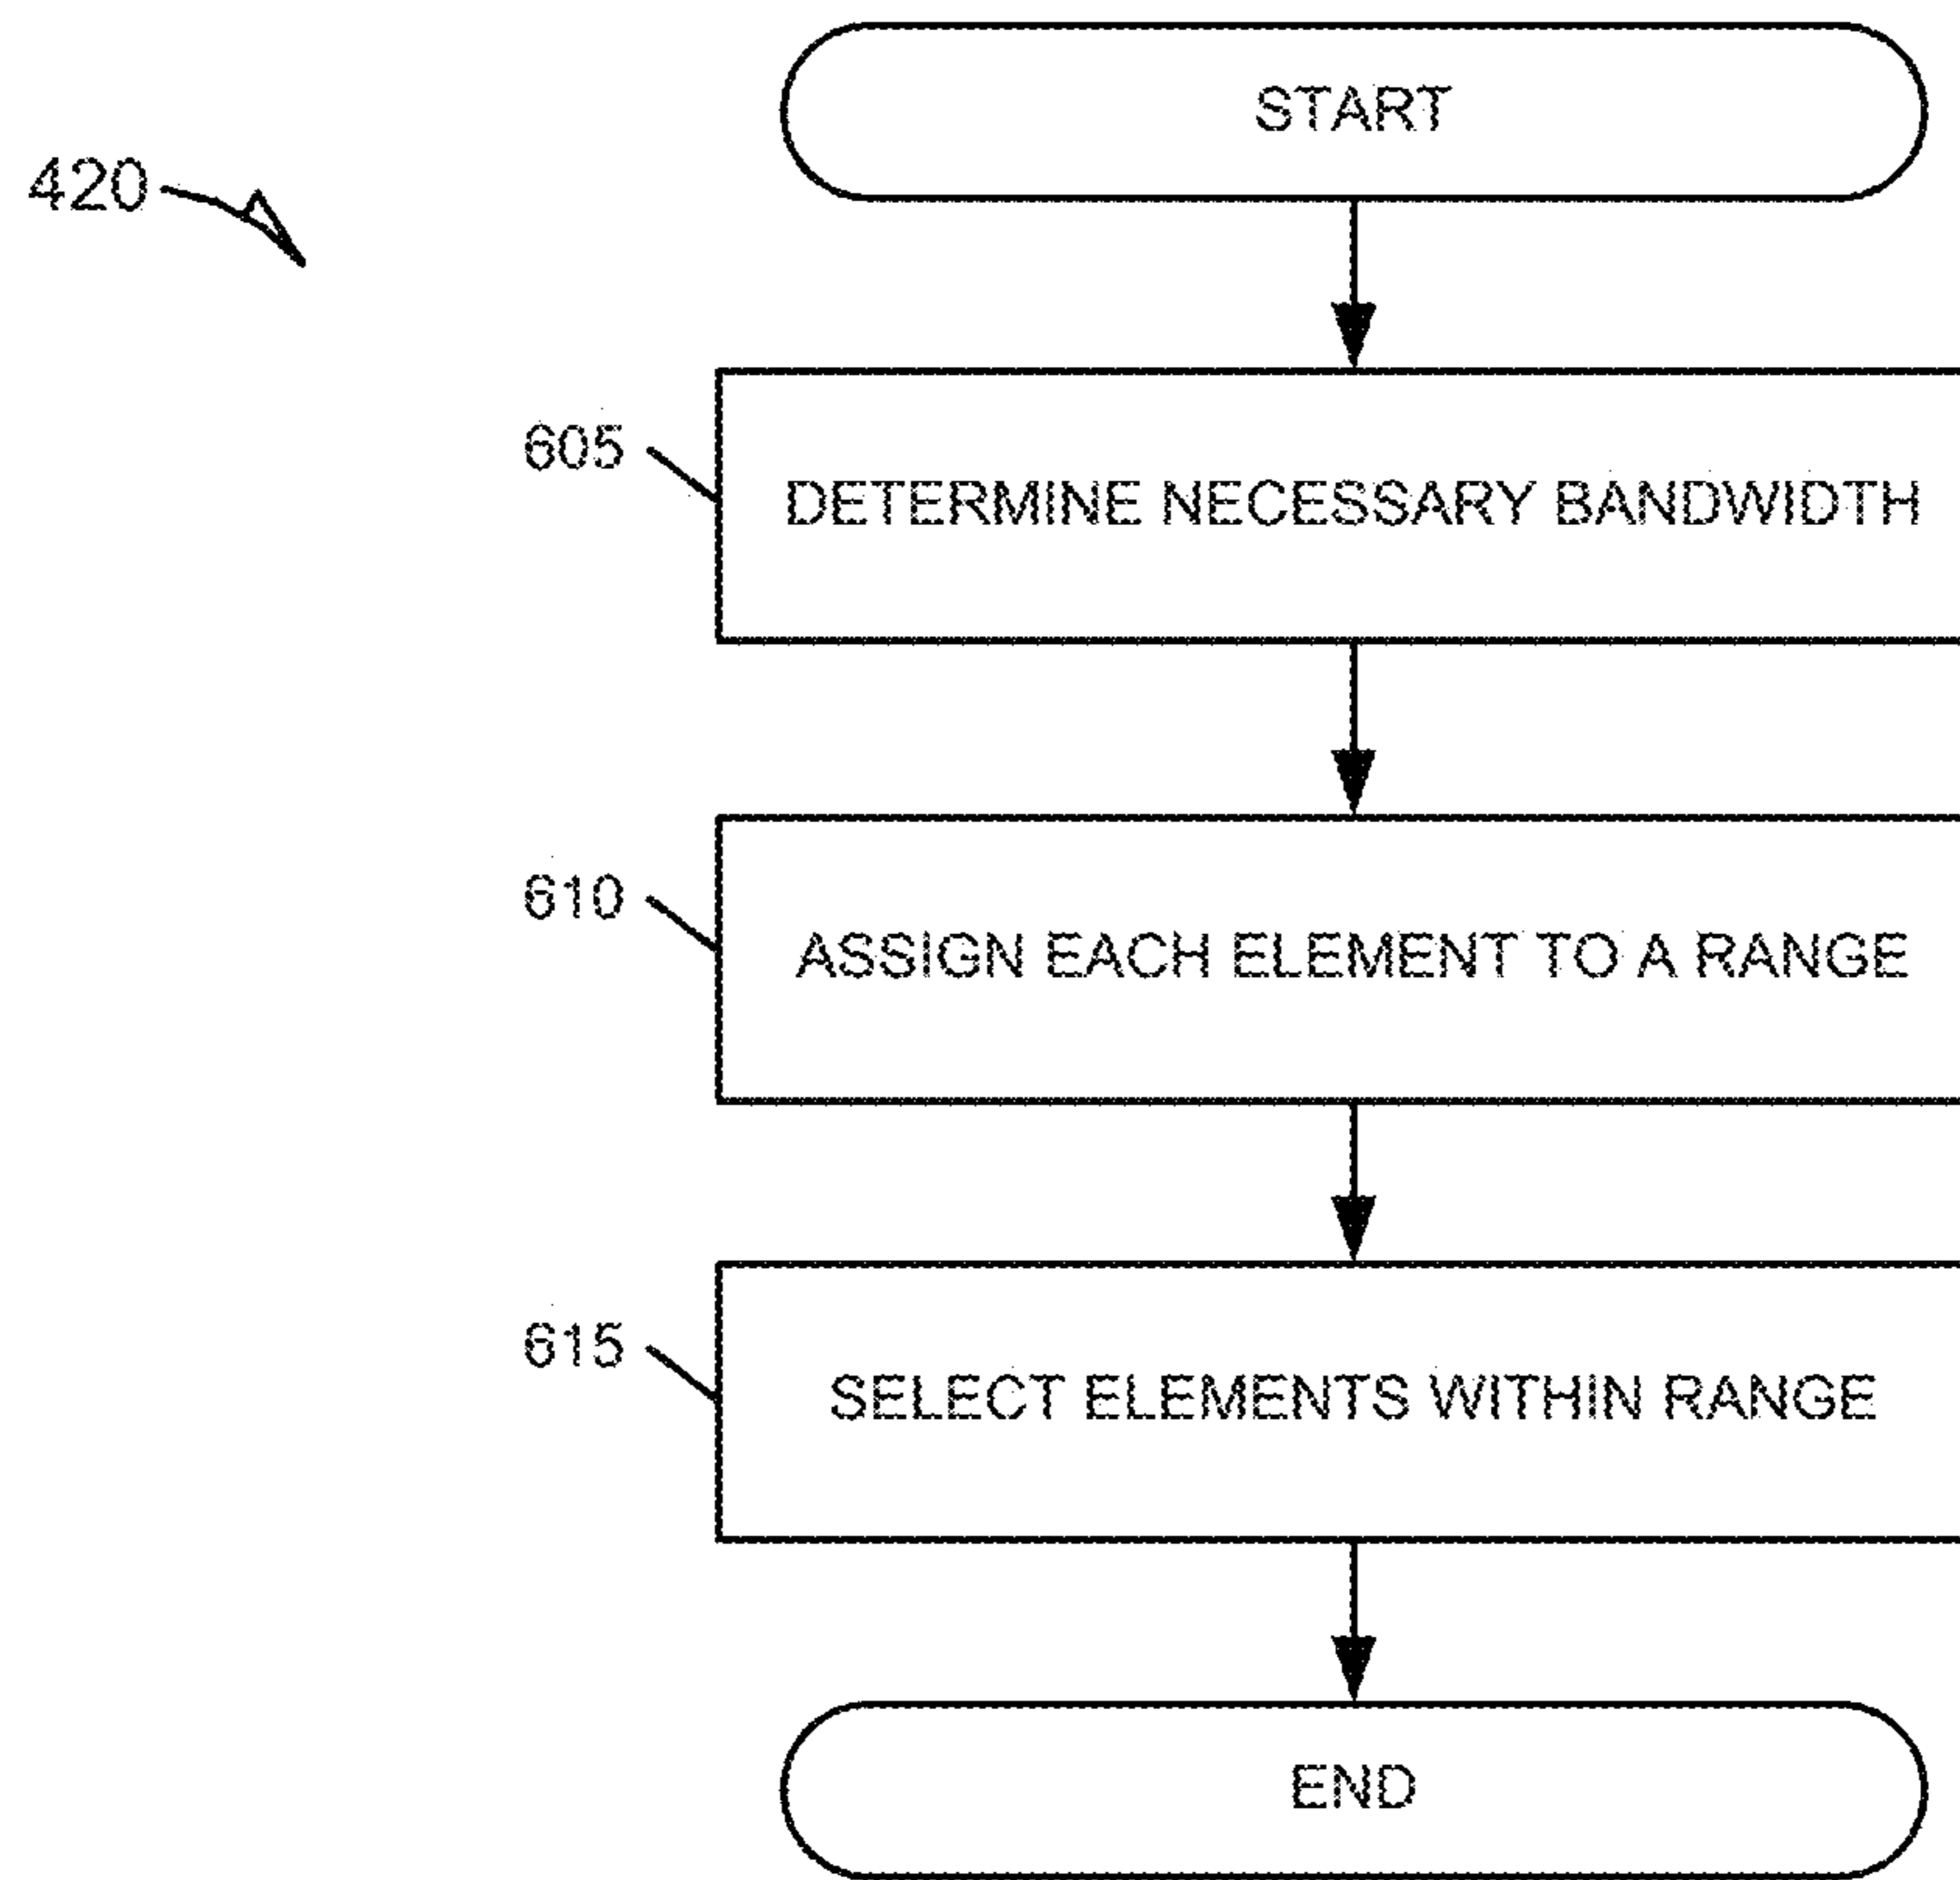 START
420
605
DETERMINE NECESSARY BANDWIDTH
610
ASSIGN EACH ELEMENT TO A RANGE
615
SELECT ELEMENTS WITHIN RANGE
END